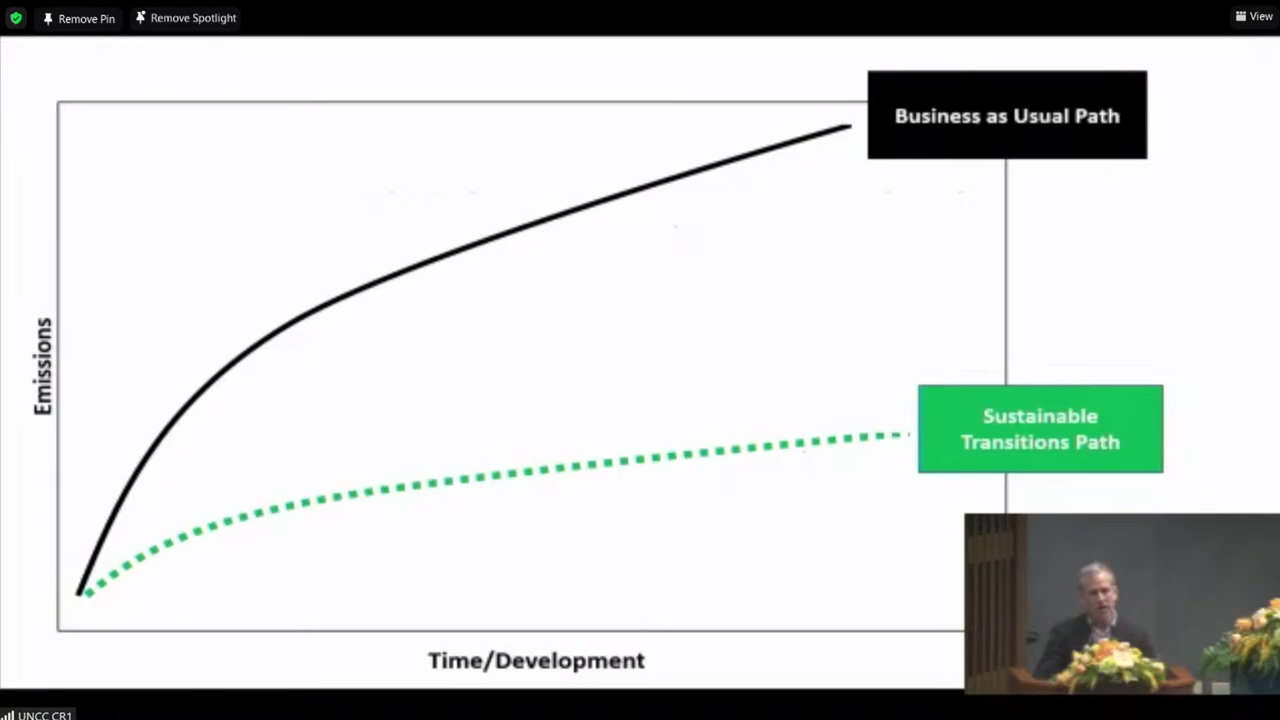 Remove Pin
Remove Spotlight
View
Business as Usual Path
Emissions
Sustainable
Transitions Path
Time/Development
UNCC CR1